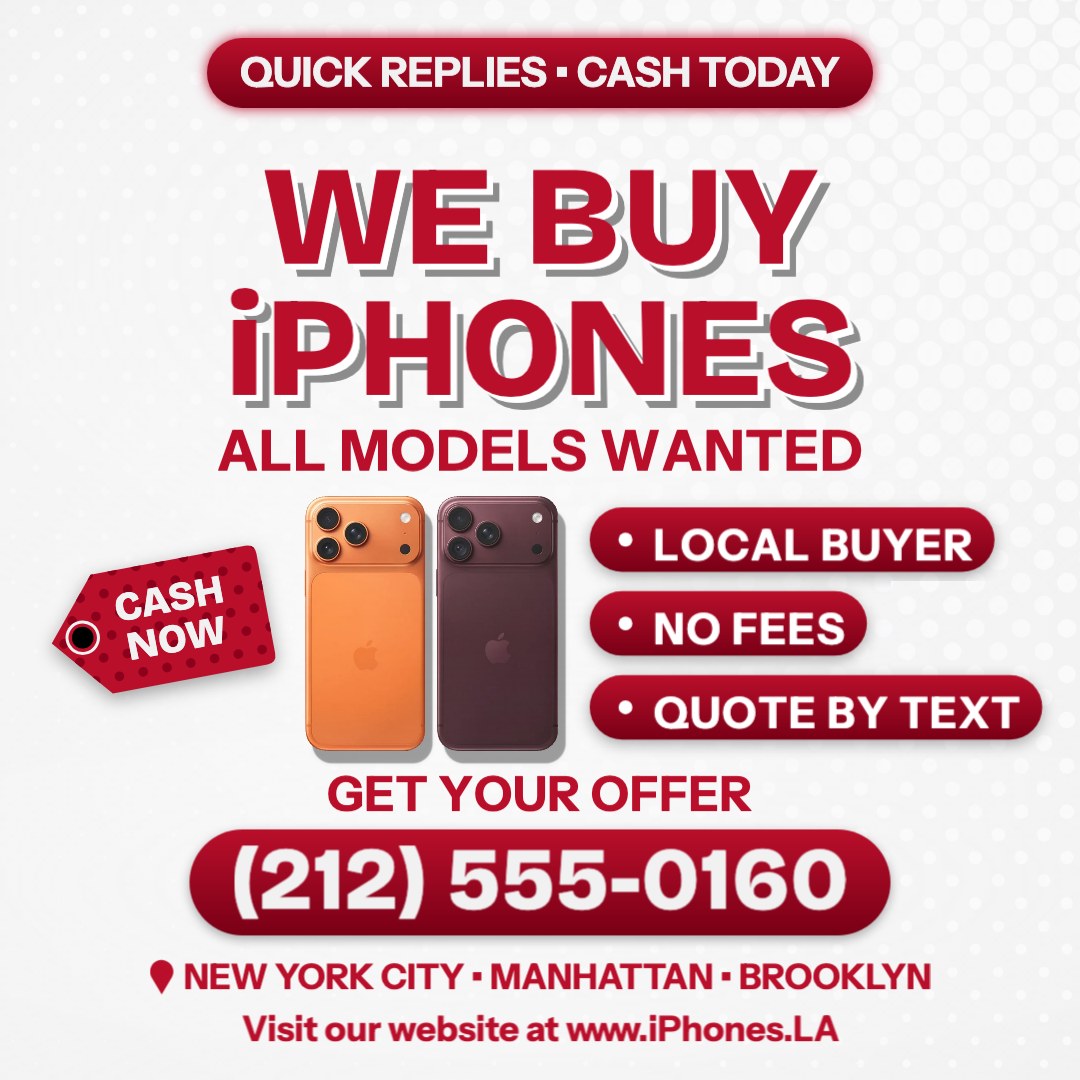 QUICK REPLIES ▪ CASH TODAY
WE BUY
iPHONES
ALL MODELS WANTED
CASH
NOW
• LOCAL BUYER
• NO FEES
• QUOTE BY TEXT
GET YOUR OFFER
(212) 555-0160
NEW YORK CITY ▪ MANHATTAN ▪ BROOKLYN
Visit our website at www.iPhones.LA